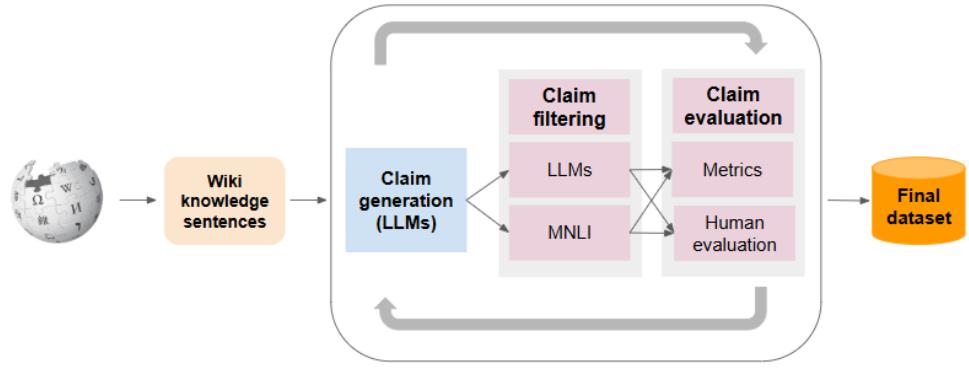 Wiki
knowledge
sentences
Claim
generation
(LLMs)
Claim
filtering
LLMs
MNLI
Claim
evaluation
Metrics
Human
evaluation
Final
dataset
Ω
W
И